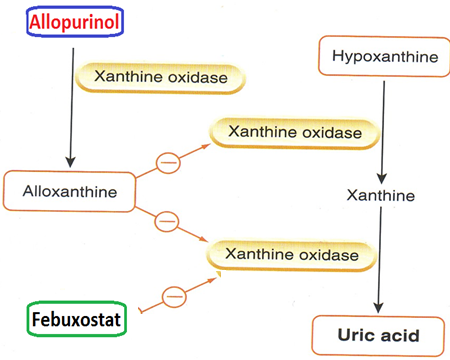 Allopurinol
Xanthine oxidase
Hypoxanthine
Xanthine oxidase
Alloxanthine
Xanthine
Xanthine oxidase
Febuxostat
Uric acid